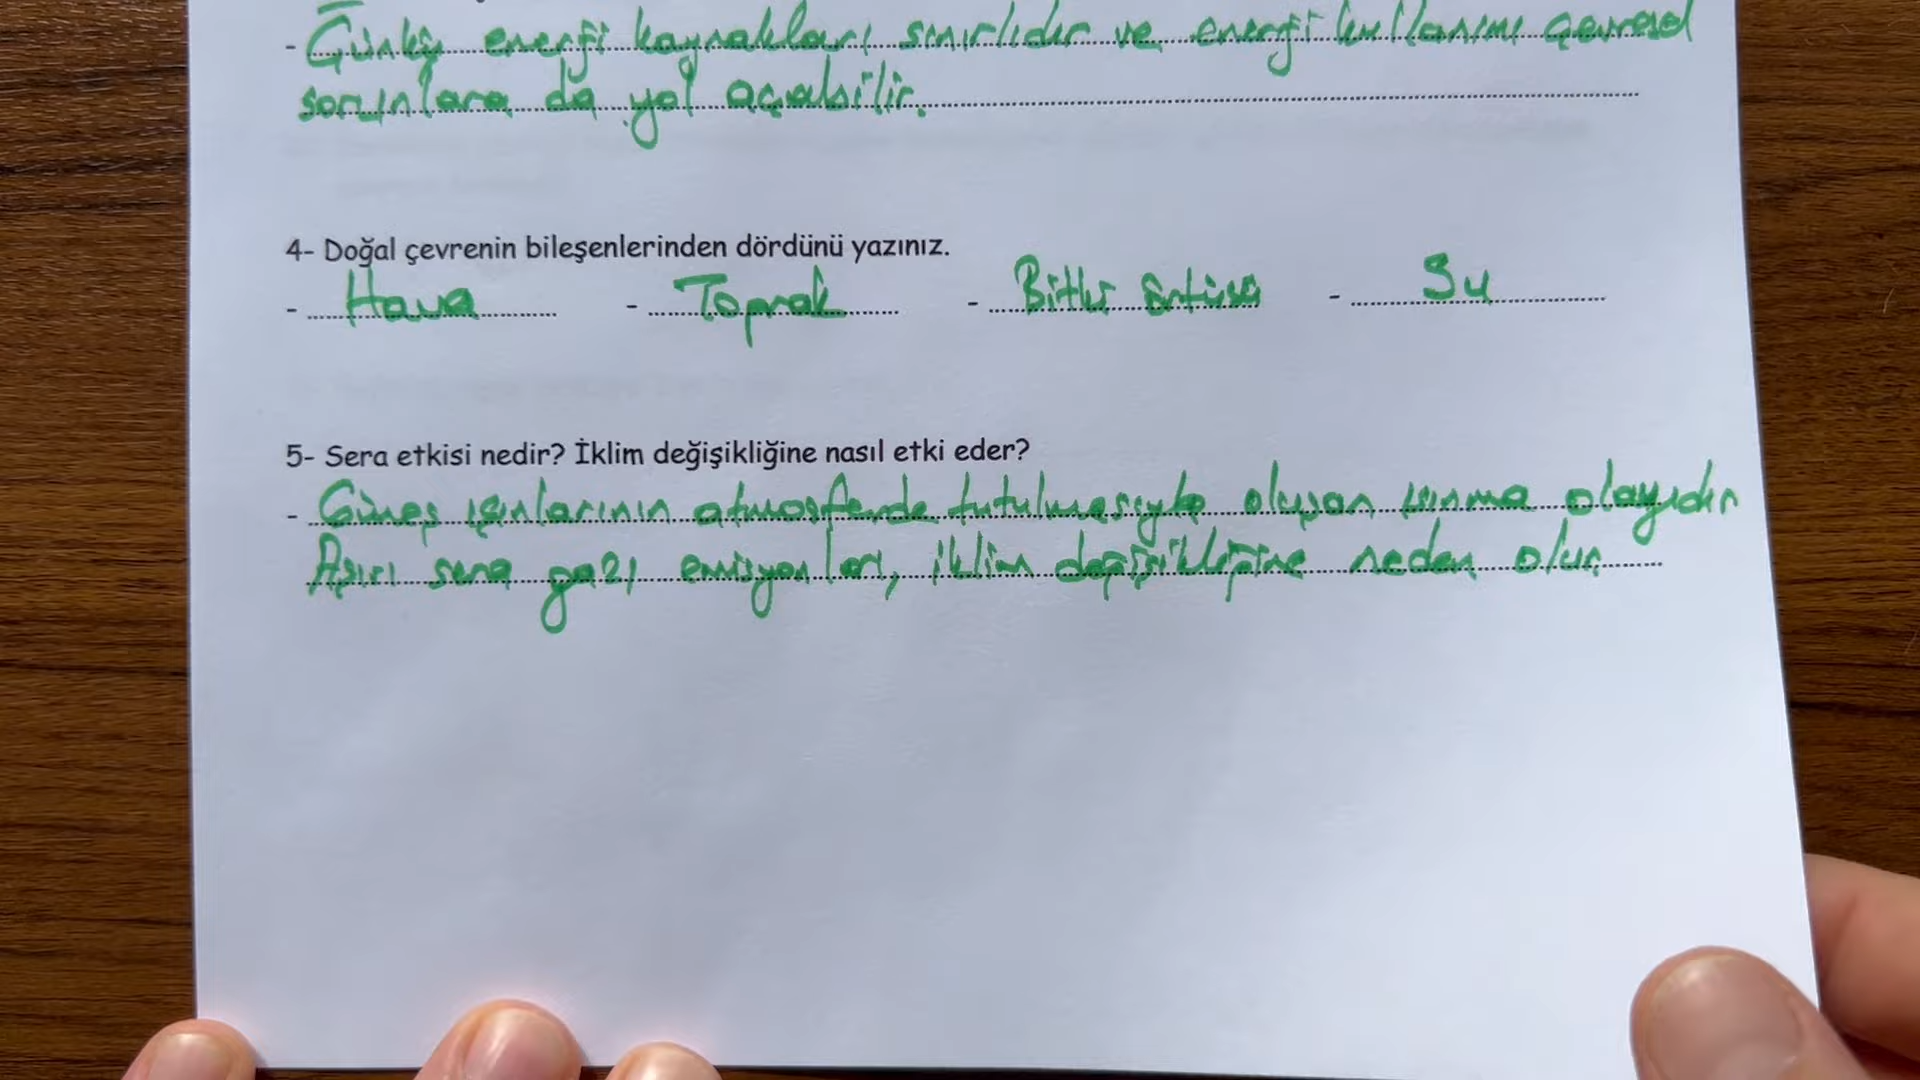 - Çünkü enerji kaynakları sınırlıdır ve enerji kullanımı çevresel
sorunlara da yol açabilir.
4- Doğal çevrenin bileşenlerinden dördünü yazınız.
- Hava - Toprak - Bitki örtüsü - Su
5- Sera etkisi nedir? İklim değişikliğine nasıl etki eder?
- Güneş ışınlarının atmosferde tutulmasıyla oluşan ısınma olayıdır
Aşırı sera gazı emisyonları, iklim değişikliğine neden olur.